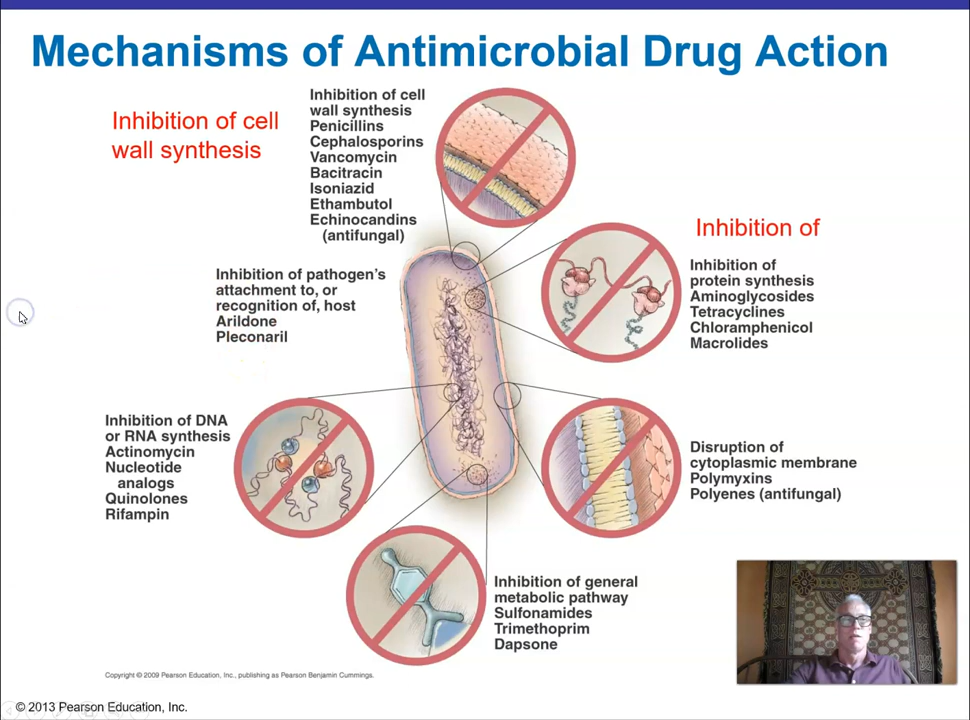 Mechanisms of Antimicrobial Drug Action
Inhibition of cell
wall synthesis
Inhibition of cell
wall synthesis
Penicillins
Cephalosporins
Vancomycin
Bacitracin
Isoniazid
Ethambutol
Echinocandins
(antifungal)
Inhibition of
Inhibition of
protein synthesis
Aminoglycosides
Tetracyclines
Chloramphenicol
Macrolides
Inhibition of pathogen's
attachment to, or
recognition of, host
Arildone
Pleconaril
Inhibition of DNA
or RNA synthesis
Actinomycin
Nucleotide
analogs
Quinolones
Rifampin
Disruption of
cytoplasmic membrane
Polymyxins
Polyenes (antifungal)
Inhibition of general
metabolic pathway
Sulfonamides
Trimethoprim
Dapsone
Copyright © 2009 Pearson Education, Inc., publishing as Pearson Benjamin Cummings.
© 2013 Pearson Education, Inc.